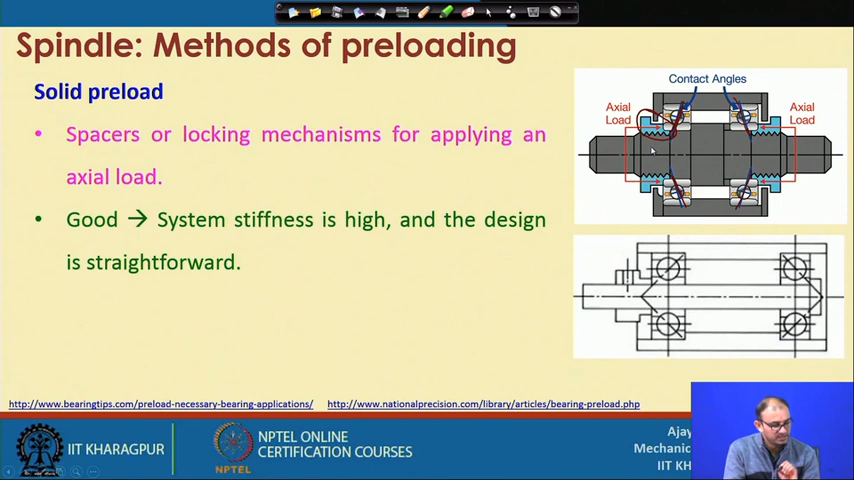 Spindle: Methods of preloading
Solid preload
• Spacers or locking mechanisms for applying an
axial load.
• Good → System stiffness is high, and the design
is straightforward.
Contact Angles
Axial
Load
Axial
Load
http://www.bearingtips.com/preload-necessary-bearing-applications/ http://www.nationalprecision.com/library/articles/bearing-preload.php
IIT KHARAGPUR
NPTEL
NPTEL ONLINE
CERTIFICATION COURSES
Ajay
Mechanic
IIT KH